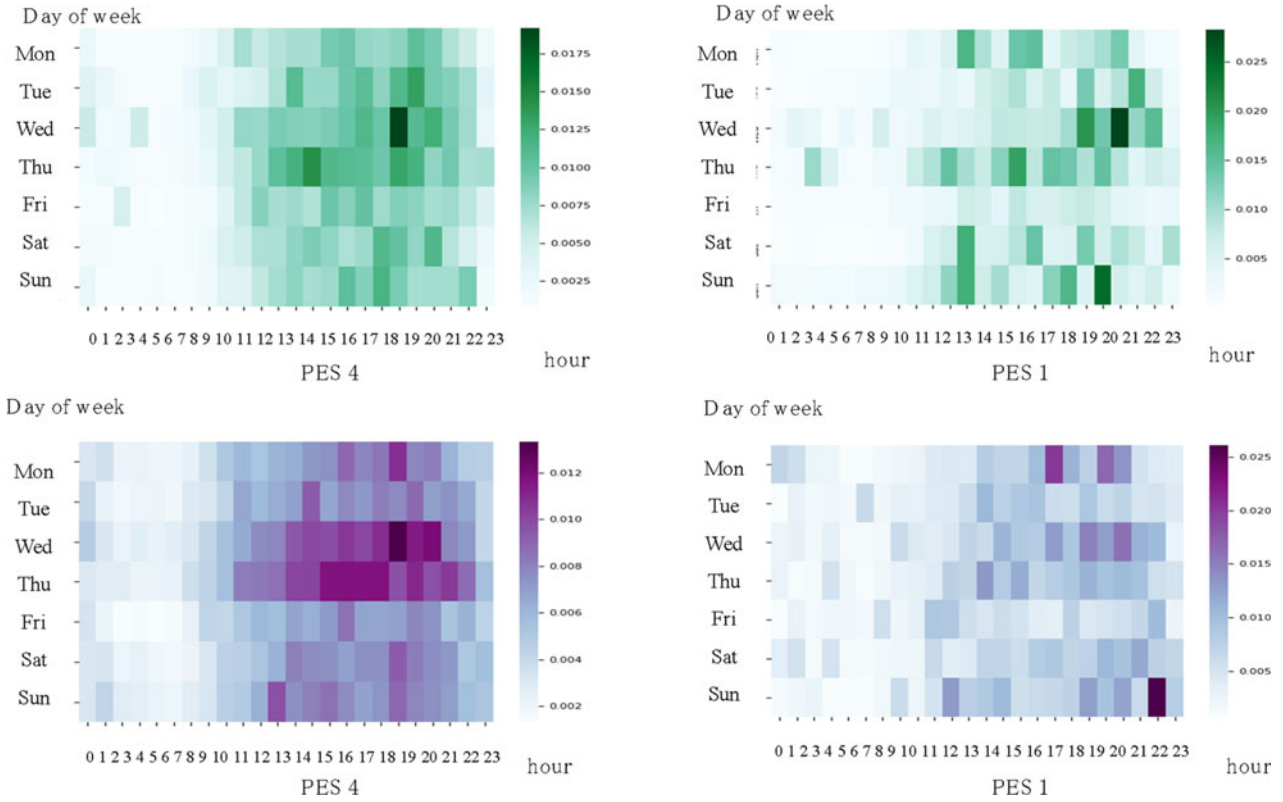 Day of week
Mon
Tue
Wed
Thu
Fri
Sat
Sun
0 1 2 3 4 5 6 7 8 9 10 11 12 13 14 15 16 17 18 19 20 21 22 23
hour
PES 4
0.0175
0.0150
0.0125
0.0100
0.0075
0.0050
0.0025
Day of week
Mon
Tue
Wed
Thu
Fri
Sat
Sun
0 1 2 3 4 5 6 7 8 9 10 11 12 13 14 15 16 17 18 19 20 21 22 23
hour
PES 1
0.025
0.020
0.015
0.010
0.005
Day of week
Mon
Tue
Wed
Thu
Fri
Sat
Sun
0 1 2 3 4 5 6 7 8 9 10 11 12 13 14 15 16 17 18 19 20 21 22 23
hour
PES 4
0.012
0.010
0.008
0.006
0.004
0.002
Day of week
Mon
Tue
Wed
Thu
Fri
Sat
Sun
0 1 2 3 4 5 6 7 8 9 10 11 12 13 14 15 16 17 18 19 20 21 22 23
hour
PES 1
0.025
0.020
0.015
0.010
0.005